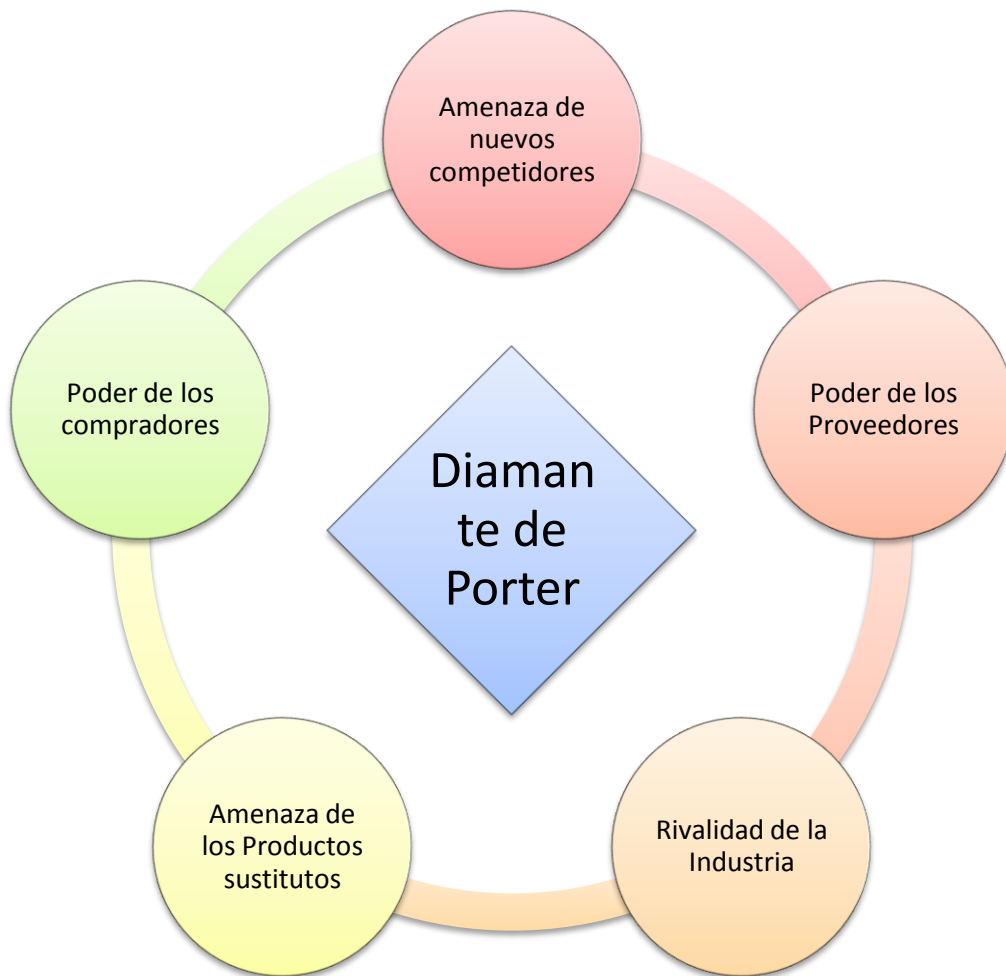 Amenaza de
nuevos
competidores
Poder de los
compradores
Poder de los
Proveedores
Diaman
te de
Porter
Amenaza de
los Productos
sustitutos
Rivalidad de la
Industria